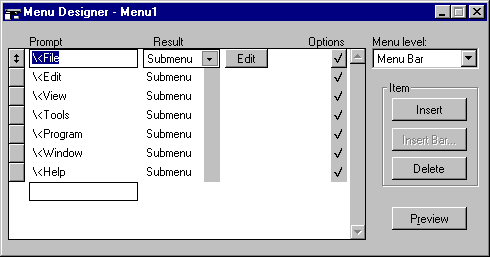 Menu Designer - Menu1
Prompt Result Options Menu level:
\<File Submenu Edit Menu Bar
\<Edit Submenu
\<View Submenu
\<Tools Submenu
\<Program Submenu
\<Window Submenu
\<Help Submenu
Item
Insert
Insert Bar...
Delete
Preview